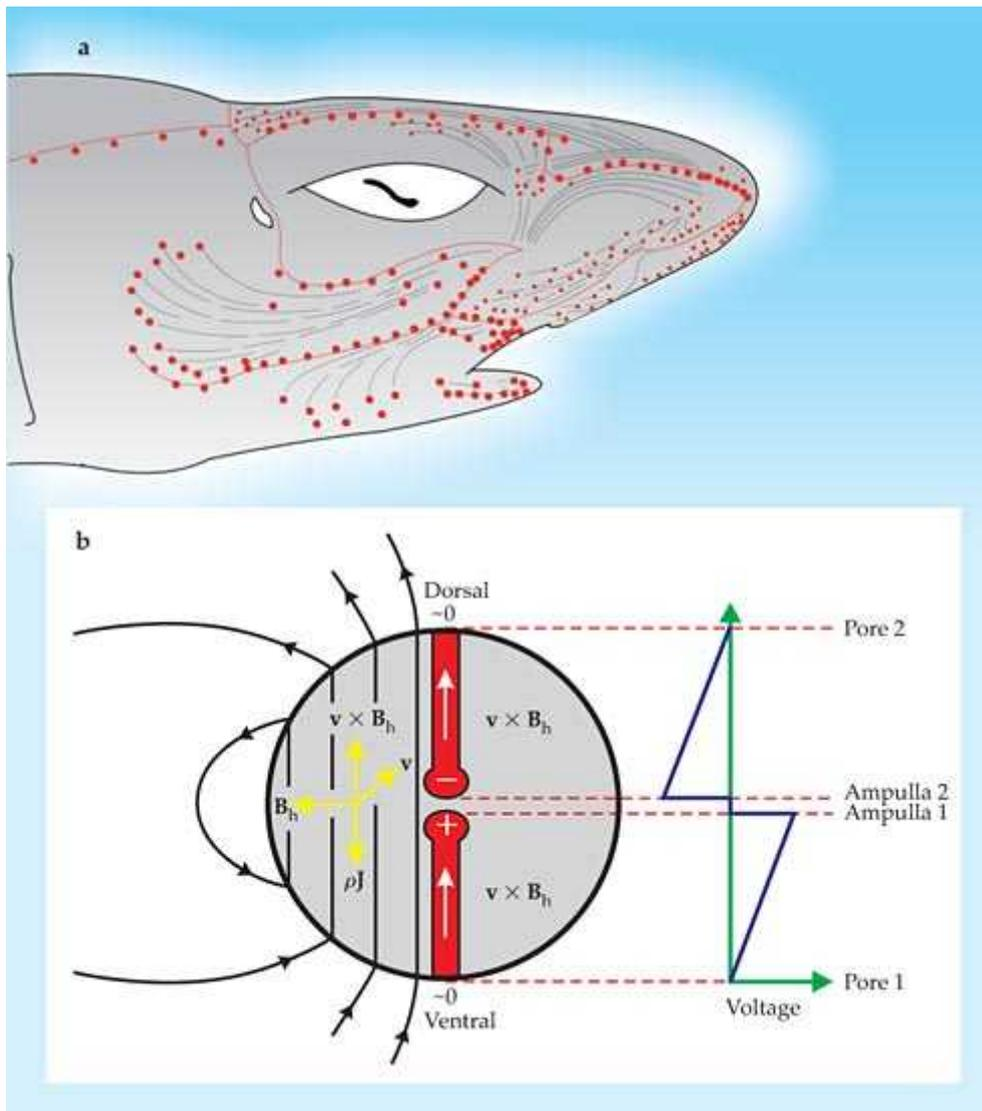 a
b
Dorsal
~0
Pore 2
v × Bh
v × Bh
v
Ampulla 2
Bh
Ampulla 1
ρJ
v × Bh
−
+
~0
Pore 1
Ventral
Voltage